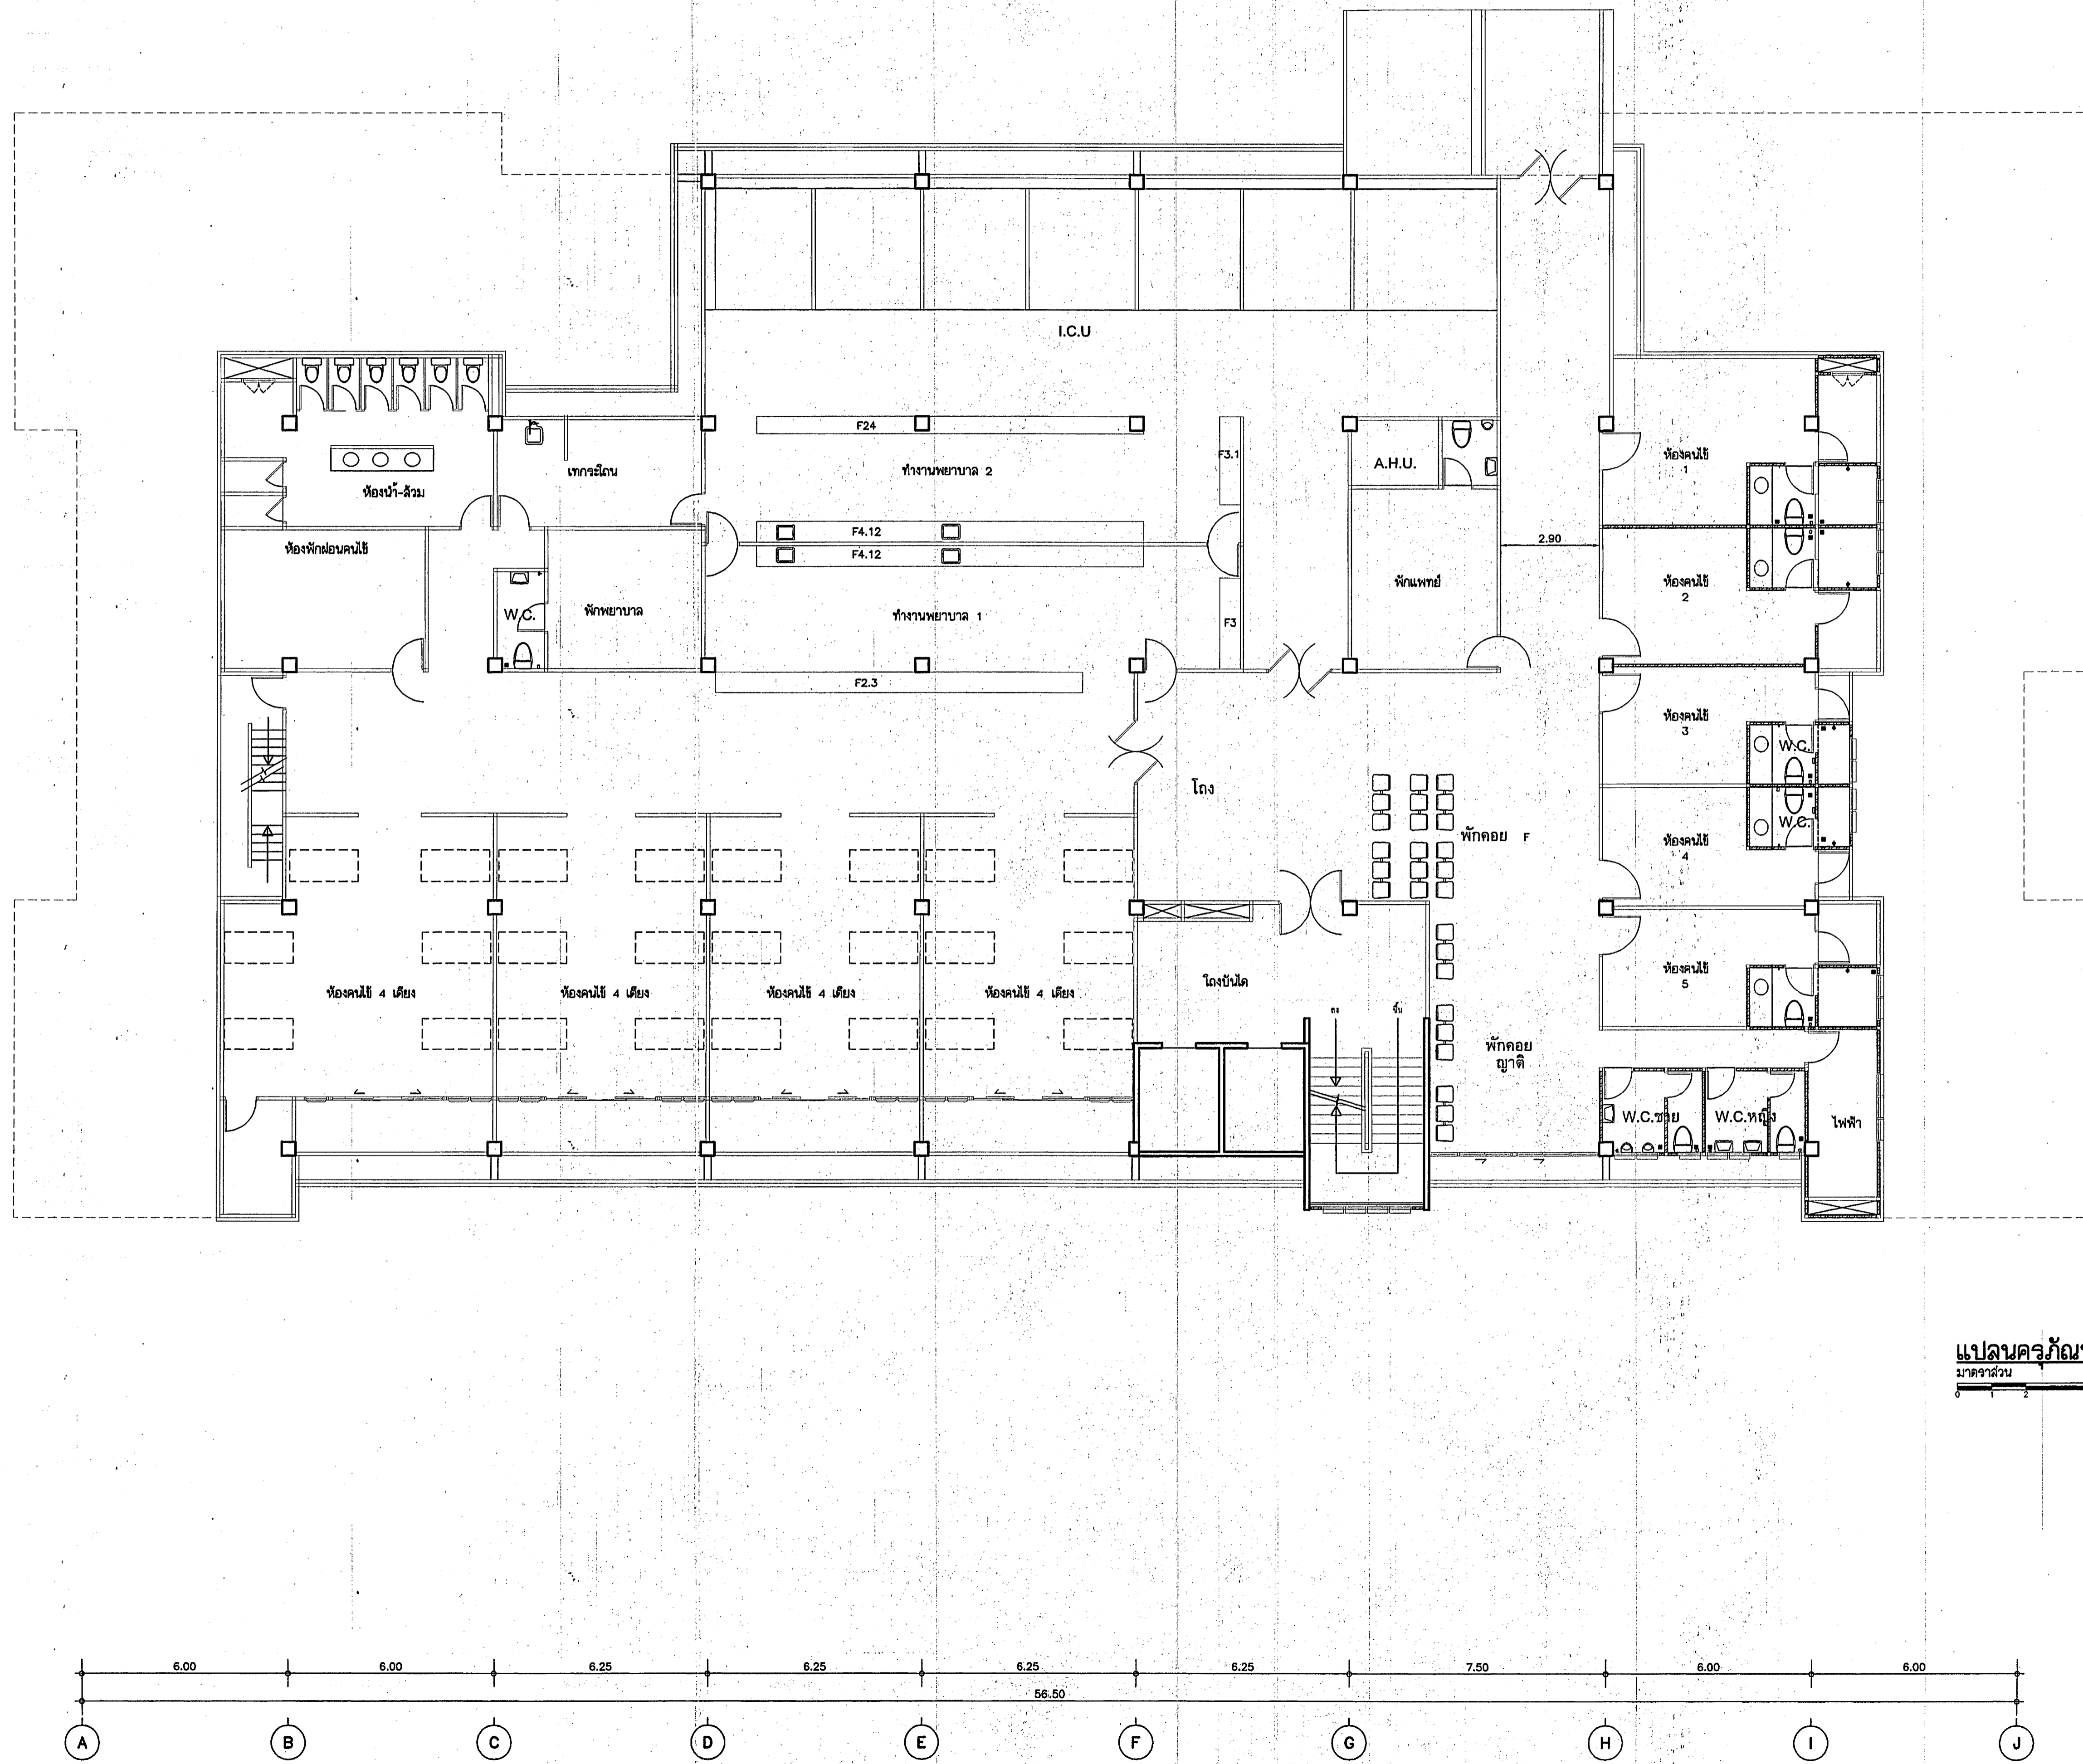 I.C.U
F24
F3.1
ทำงานพยาบาล 2
เทกระโถน
A.H.U.
ห้องคนไข้
1
ห้องน้ำ-ส้วม
F4.12
F4.12
2.90
ห้องพักผ่อนคนไข้
พักแพทย์
ห้องคนไข้
2
W.C.
พักพยาบาล
ทำงานพยาบาล 1
F3
F2.3
ห้องคนไข้
3
W.C.
โถง
W.C.
พักคอย F
ห้องคนไข้
4
ห้องคนไข้ 4 เตียง
ห้องคนไข้ 4 เตียง
ห้องคนไข้ 4 เตียง
ห้องคนไข้ 4 เตียง
โถงบันได
ห้องคนไข้
5
ลง
ขึ้น
พักคอย
ญาติ
W.C.ชาย
W.C.หญิง
ไฟฟ้า
แปลนครุภัณ
มาตราส่วน
0 1 2
6.00 6.00 6.25 6.25 6.25 6.25 7.50 6.00 6.00
56.50
A B C D E F G H I J